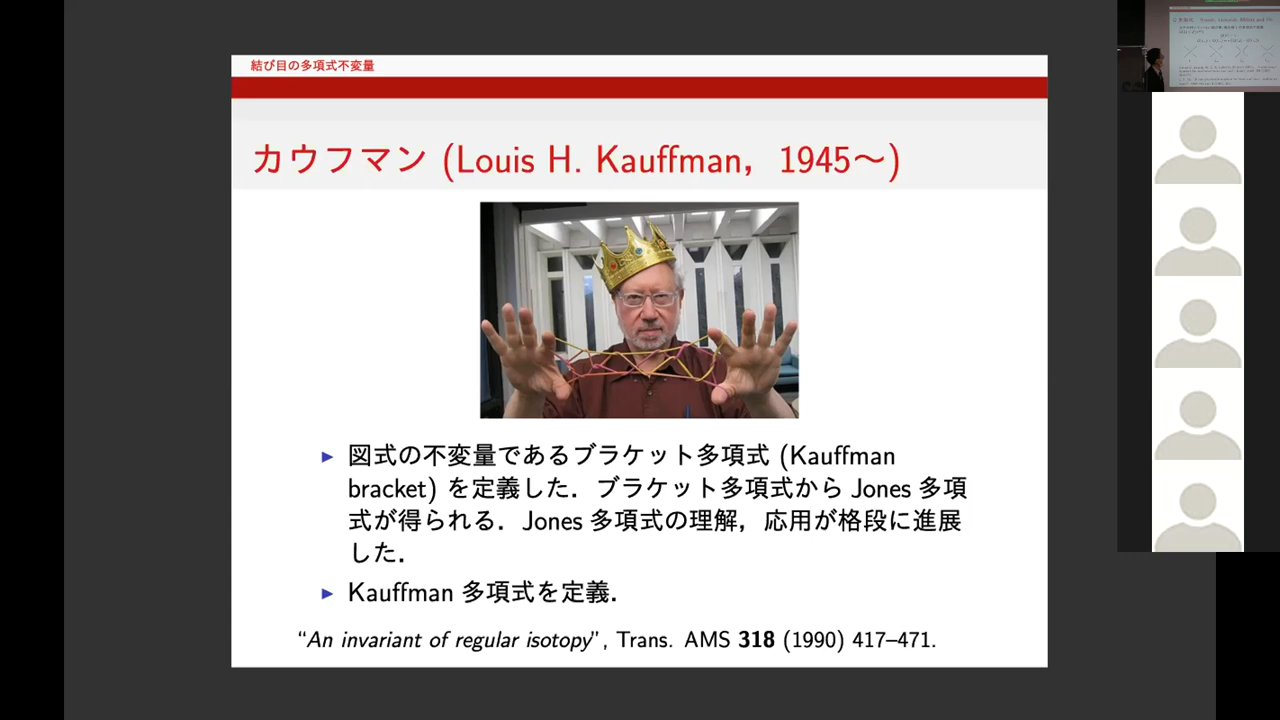 結び目の多項式不変量
カウフマン (Louis H. Kauffman，1945～)
図式の不変量であるブラケット多項式 (Kauffman
bracket) を定義した．ブラケット多項式から Jones 多項
式が得られる．Jones 多項式の理解，応用が格段に進展
した．
Kauffman 多項式を定義．
“An invariant of regular isotopy”, Trans. AMS 318 (1990) 417–471.